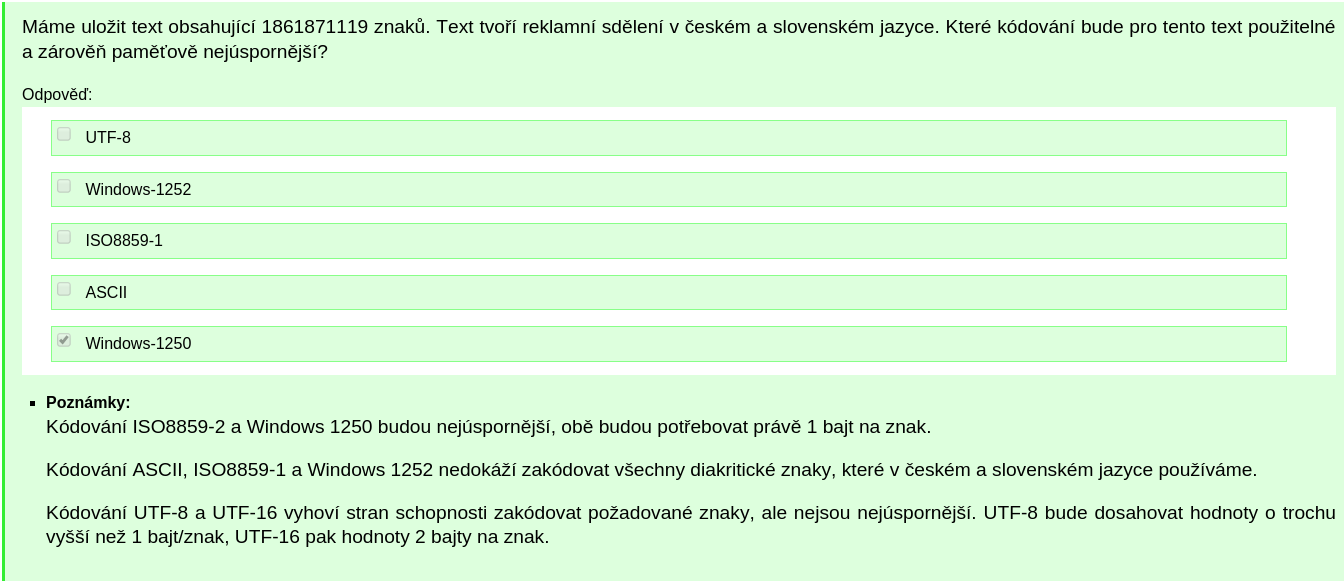 Máme uložit text obsahující 1861871119 znaků. Text tvoří reklamní sdělení v českém a slovenském jazyce. Které kódování bude pro tento text použitelné
a zárověň paměťově nejúspornější?
Odpověď:
UTF-8
Windows-1252
ISO8859-1
ASCII
Windows-1250
Poznámky:
Kódování ISO8859-2 a Windows 1250 budou nejúspornější, obě budou potřebovat právě 1 bajt na znak.
Kódování ASCII, ISO8859-1 a Windows 1252 nedokáží zakódovat všechny diakritické znaky, které v českém a slovenském jazyce používáme.
Kódování UTF-8 a UTF-16 vyhoví stran schopnosti zakódovat požadované znaky, ale nejsou nejúspornější. UTF-8 bude dosahovat hodnoty o trochu
vyšší než 1 bajt/znak, UTF-16 pak hodnoty 2 bajty na znak.